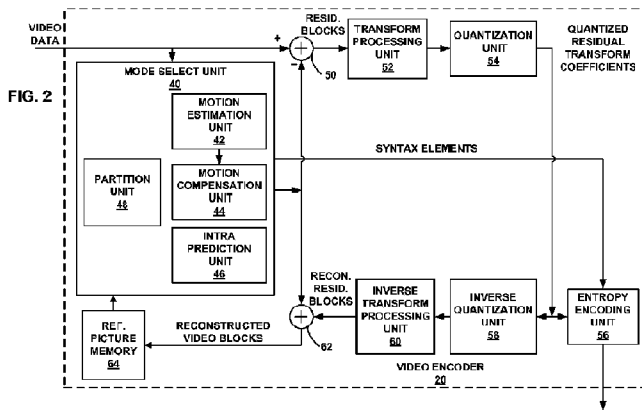 FIG. 2
VIDEO
DATA
+
−
50
RESID.
BLOCKS
TRANSFORM
PROCESSING
UNIT
52
QUANTIZATION
UNIT
54
QUANTIZED
RESIDUAL
TRANSFORM
COEFFICIENTS
MODE SELECT UNIT
40
MOTION
ESTIMATION
UNIT
42
PARTITION
UNIT
48
MOTION
COMPENSATION
UNIT
44
INTRA
PREDICTION
UNIT
46
SYNTAX ELEMENTS
RECON.
RESID.
BLOCKS
INVERSE
TRANSFORM
PROCESSING
UNIT
60
INVERSE
QUANTIZATION
UNIT
58
ENTROPY
ENCODING
UNIT
56
+
62
REF.
PICTURE
MEMORY
64
RECONSTRUCTED
VIDEO BLOCKS
VIDEO ENCODER
20